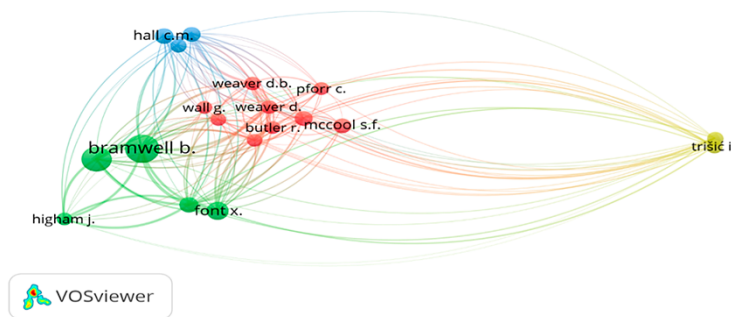 hall c.m.
weaver d.b.
pforr c.
wall g.
weaver d.
butler r.
mccool s.f.
bramwell b.
trišić i
font x.
higham j.
VOSviewer